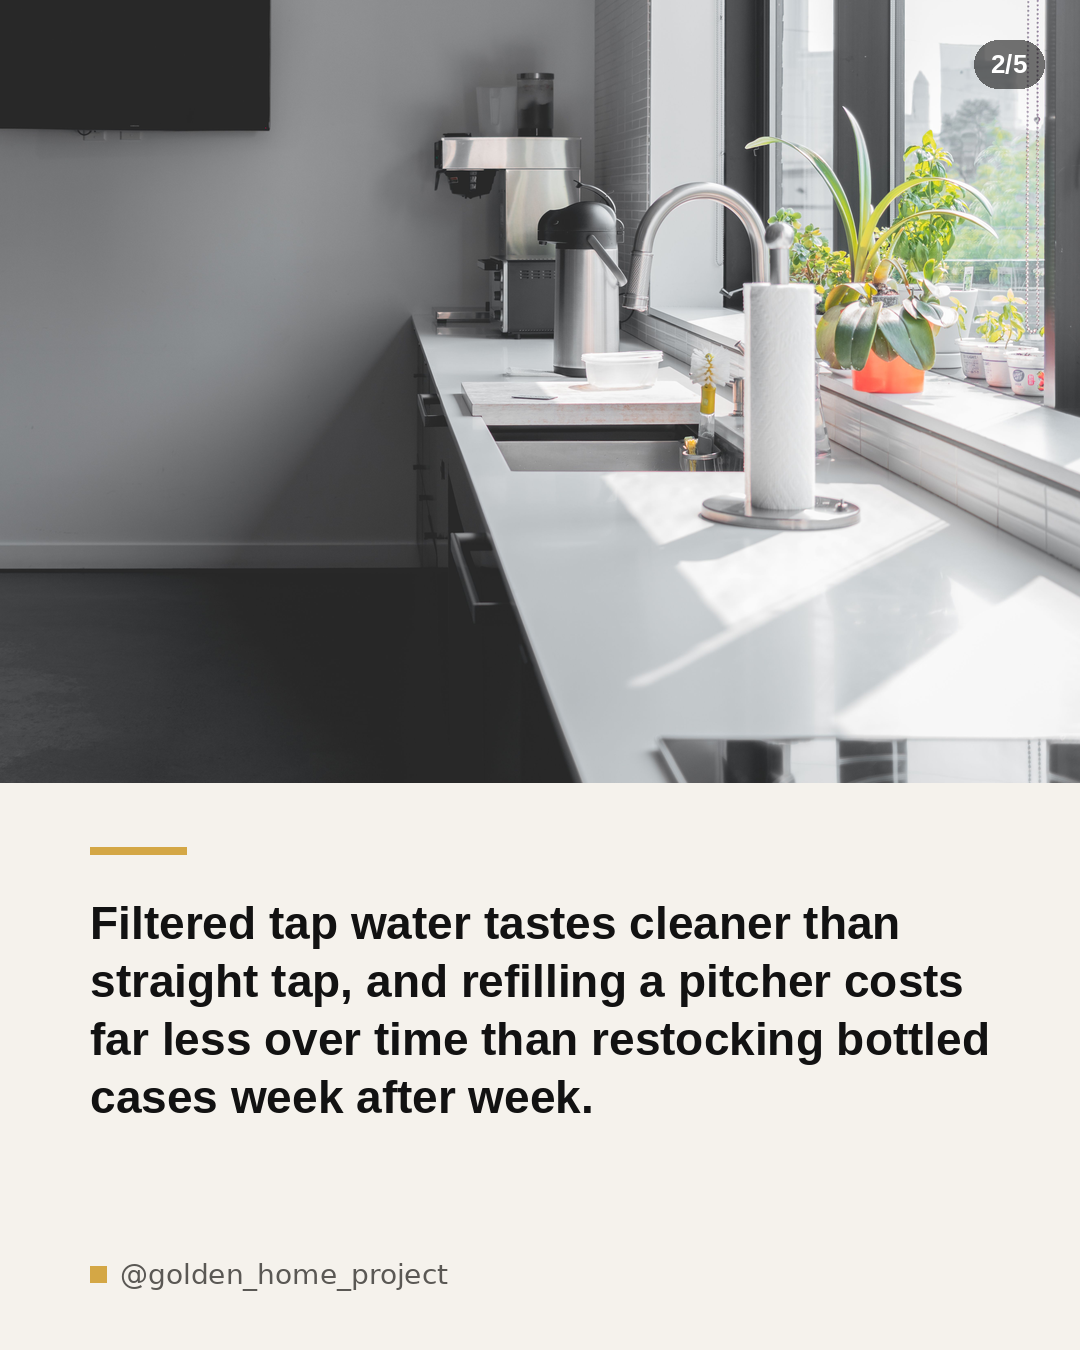 2/5
Filtered tap water tastes cleaner than
straight tap, and refilling a pitcher costs
far less over time than restocking bottled
cases week after week.
@golden_home_project